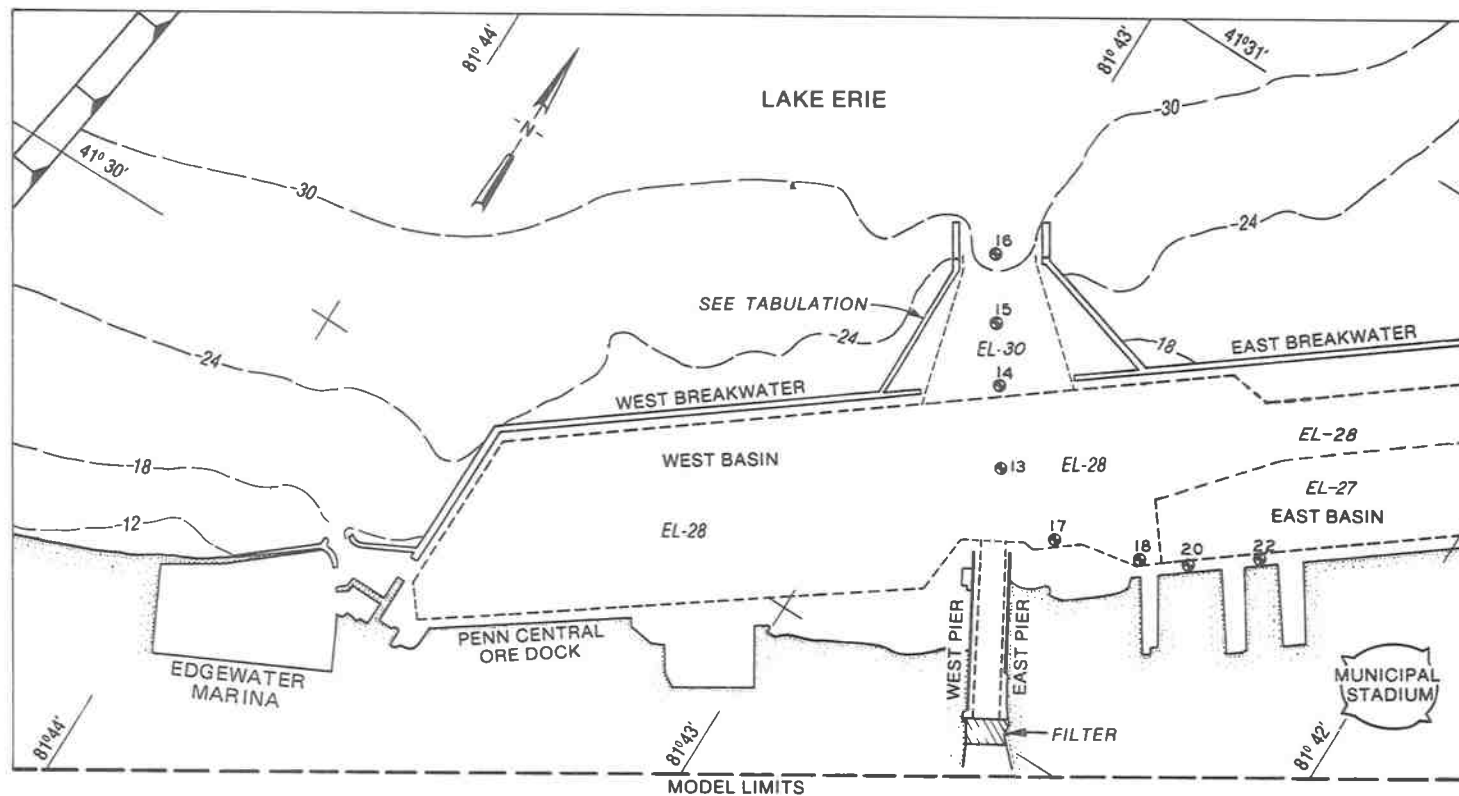 81° 44'
81° 43'
41° 31'
LAKE ERIE
-30
-N-
41° 30'
-30
-24
16
SEE TABULATION
15
-24
EL-30
-18
EAST BREAKWATER
-24
14
WEST BREAKWATER
EL-28
WEST BASIN
13
EL-28
-18
EL-27
EAST BASIN
-12
EL-28
17
18
20
22
PENN CENTRAL
ORE DOCK
WEST PIER
EAST PIER
EDGEWATER
MARINA
MUNICIPAL
STADIUM
81° 44'
81° 43'
FILTER
81° 42'
MODEL LIMITS